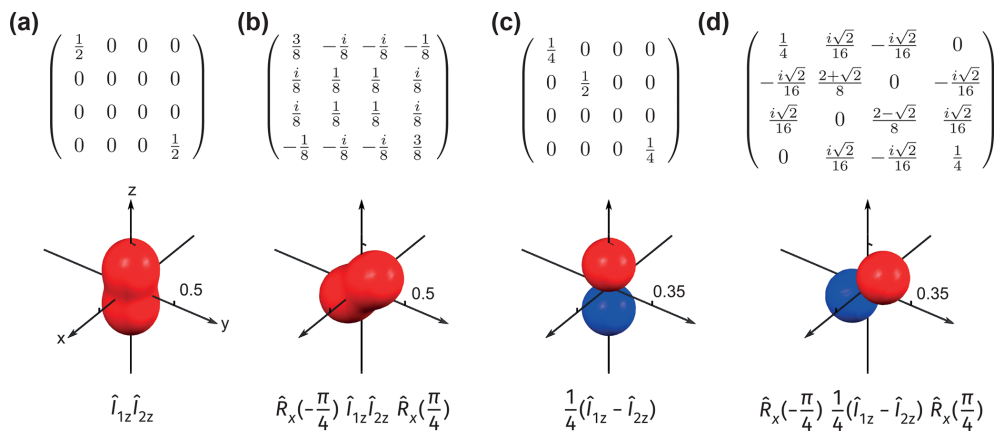 (a) (b) (c) (d)
1/2 0 0 0
0 0 0 0
0 0 0 0
0 0 0 1/2
3/8 -i/8 -i/8 -1/8
i/8 1/8 1/8 i/8
i/8 1/8 1/8 i/8
-1/8 -i/8 -i/8 3/8
1/4 0 0 0
0 1/2 0 0
0 0 0 0
0 0 0 1/4
1/4 i√2/16 -i√2/16 0
-i√2/16 2+√2/8 0 -i√2/16
i√2/16 0 2-√2/8 i√2/16
0 i√2/16 -i√2/16 1/4
z
0.5
x
y
0.5
0.35
0.35
Î1zÎ2z
R̂x(-π/4) Î1zÎ2z R̂x(π/4)
1/4(Î1z - Î2z)
R̂x(-π/4) 1/4(Î1z - Î2z) R̂x(π/4)